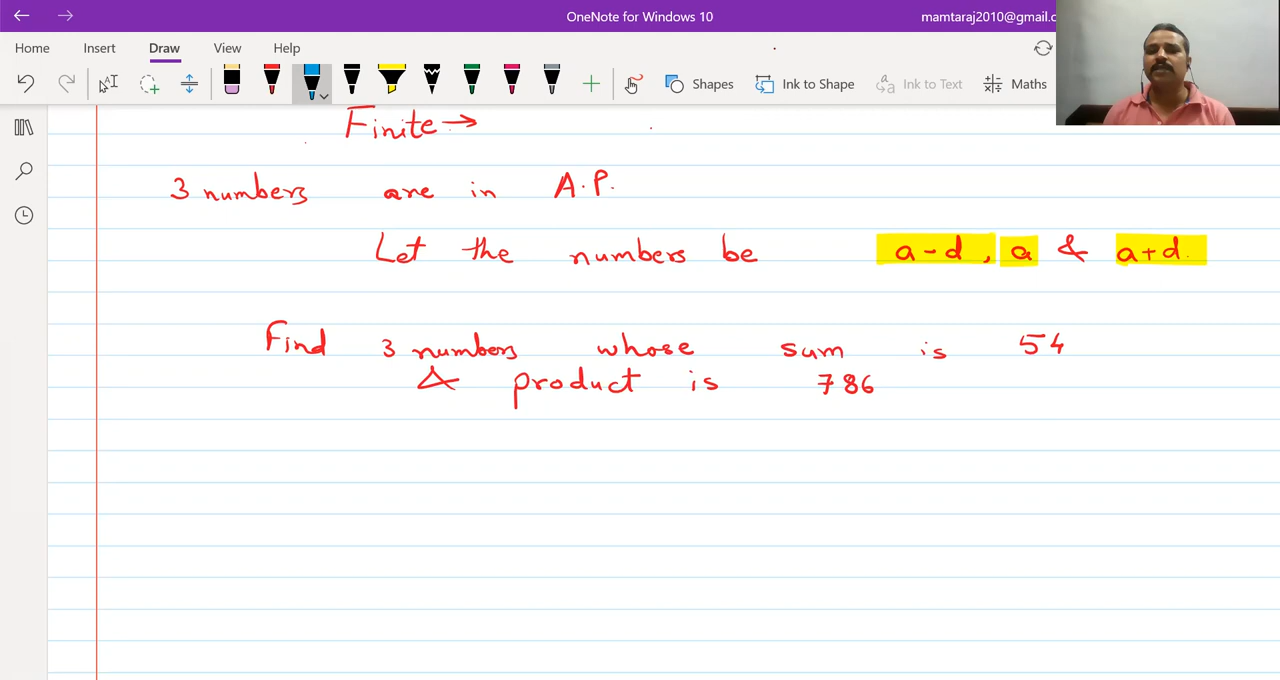 OneNote for Windows 10
mamtaraj2010@gmail.c
Home Insert Draw View Help
Shapes Ink to Shape Ink to Text Maths
Finite →
3 numbers are in A.P.
Let the numbers be a-d, a & a+d.
Find 3 numbers whose sum is 54
& product is 786